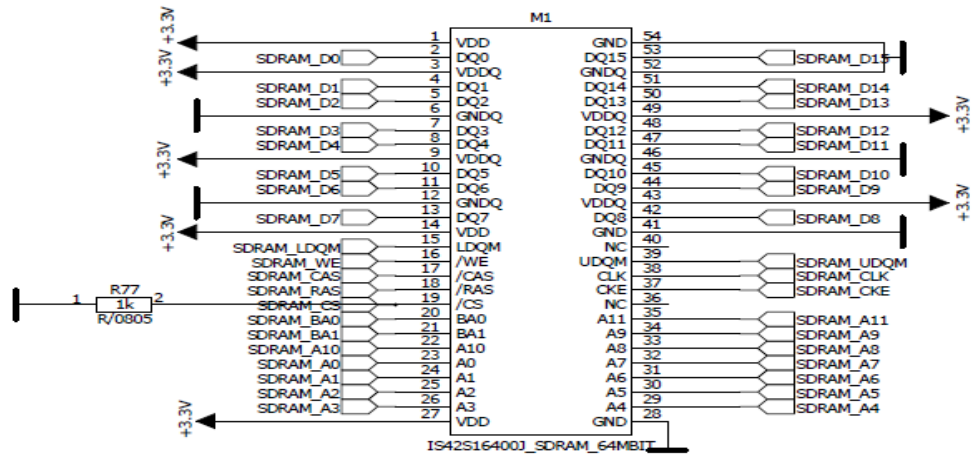 M1
+3.3V 1 VDD GND 54
SDRAM_D0 2 DQ0 DQ15 53 SDRAM_D15
+3.3V 3 VDDQ GNDQ 52
SDRAM_D1 4 DQ1 DQ14 51 SDRAM_D14
SDRAM_D2 5 DQ2 DQ13 50 SDRAM_D13
6 GNDQ VDDQ 49 +3.3V
SDRAM_D3 7 DQ3 DQ12 48 SDRAM_D12
SDRAM_D4 8 DQ4 DQ11 47 SDRAM_D11
+3.3V 9 VDDQ GNDQ 46
SDRAM_D5 10 DQ5 DQ10 45 SDRAM_D10
SDRAM_D6 11 DQ6 DQ9 44 SDRAM_D9
12 GNDQ VDDQ 43 +3.3V
SDRAM_D7 13 DQ7 DQ8 42 SDRAM_D8
+3.3V 14 VDD GND 41
SDRAM_LDQM 15 LDQM NC 40
SDRAM_WE 16 /WE UDQM 39 SDRAM_UDQM
SDRAM_CAS 17 /CAS CLK 38 SDRAM_CLK
SDRAM_RAS 18 /RAS CKE 37 SDRAM_CKE
R77
1 1k 2 SDRAM_CS 19 /CS NC 36
R/0805
SDRAM_BA0 20 BA0 A11 35 SDRAM_A11
SDRAM_BA1 21 BA1 A9 34 SDRAM_A9
SDRAM_A10 22 A10 A8 33 SDRAM_A8
SDRAM_A0 23 A0 A7 32 SDRAM_A7
SDRAM_A1 24 A1 A6 31 SDRAM_A6
SDRAM_A2 25 A2 A5 30 SDRAM_A5
SDRAM_A3 26 A3 A4 29 SDRAM_A4
+3.3V 27 VDD GND 28
IS42S16400J_SDRAM_64MBIT